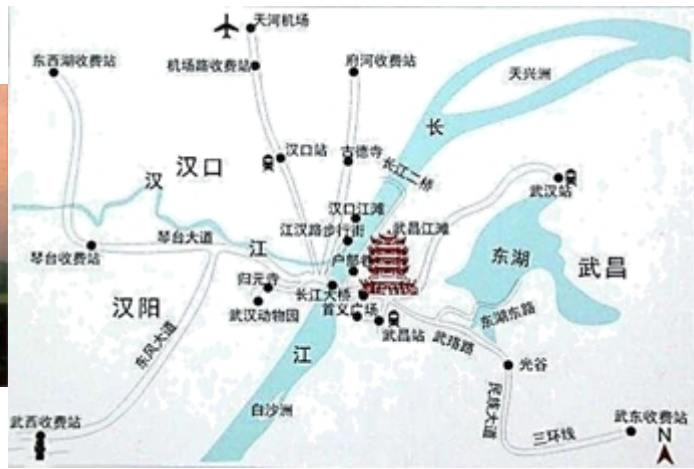 天河机场
东西湖收费站
机场路收费站
府河收费站
天兴洲
长
汉口站
古德寺
汉口
汉
长江二桥
武汉站
汉口江滩
琴台大道
江
江汉路步行街
武昌江滩
琴台收费站
户部巷
东湖
武昌
归元寺
长江大桥
汉阳
武汉动物园
首义广场
东湖东路
武昌站
武珞路
东风大道
江
光谷
民族大道
白沙洲
武西收费站
武东收费站
三环线
N